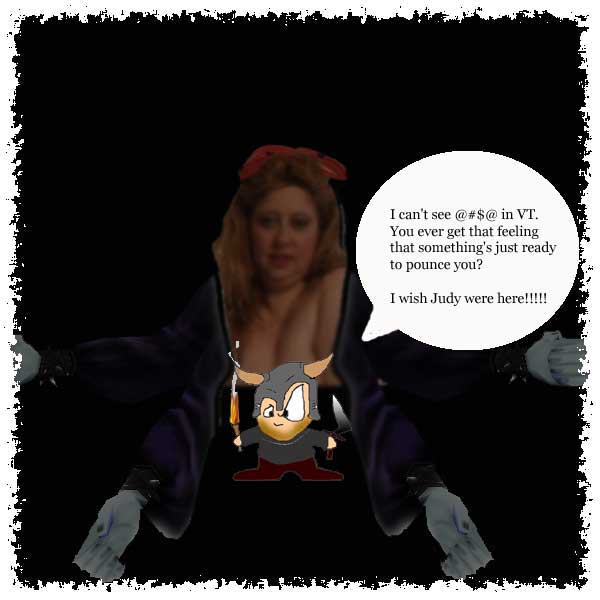 I can't see @#$@ in VT.
You ever get that feeling
that something's just ready
to pounce you?
I wish Judy were here!!!!!